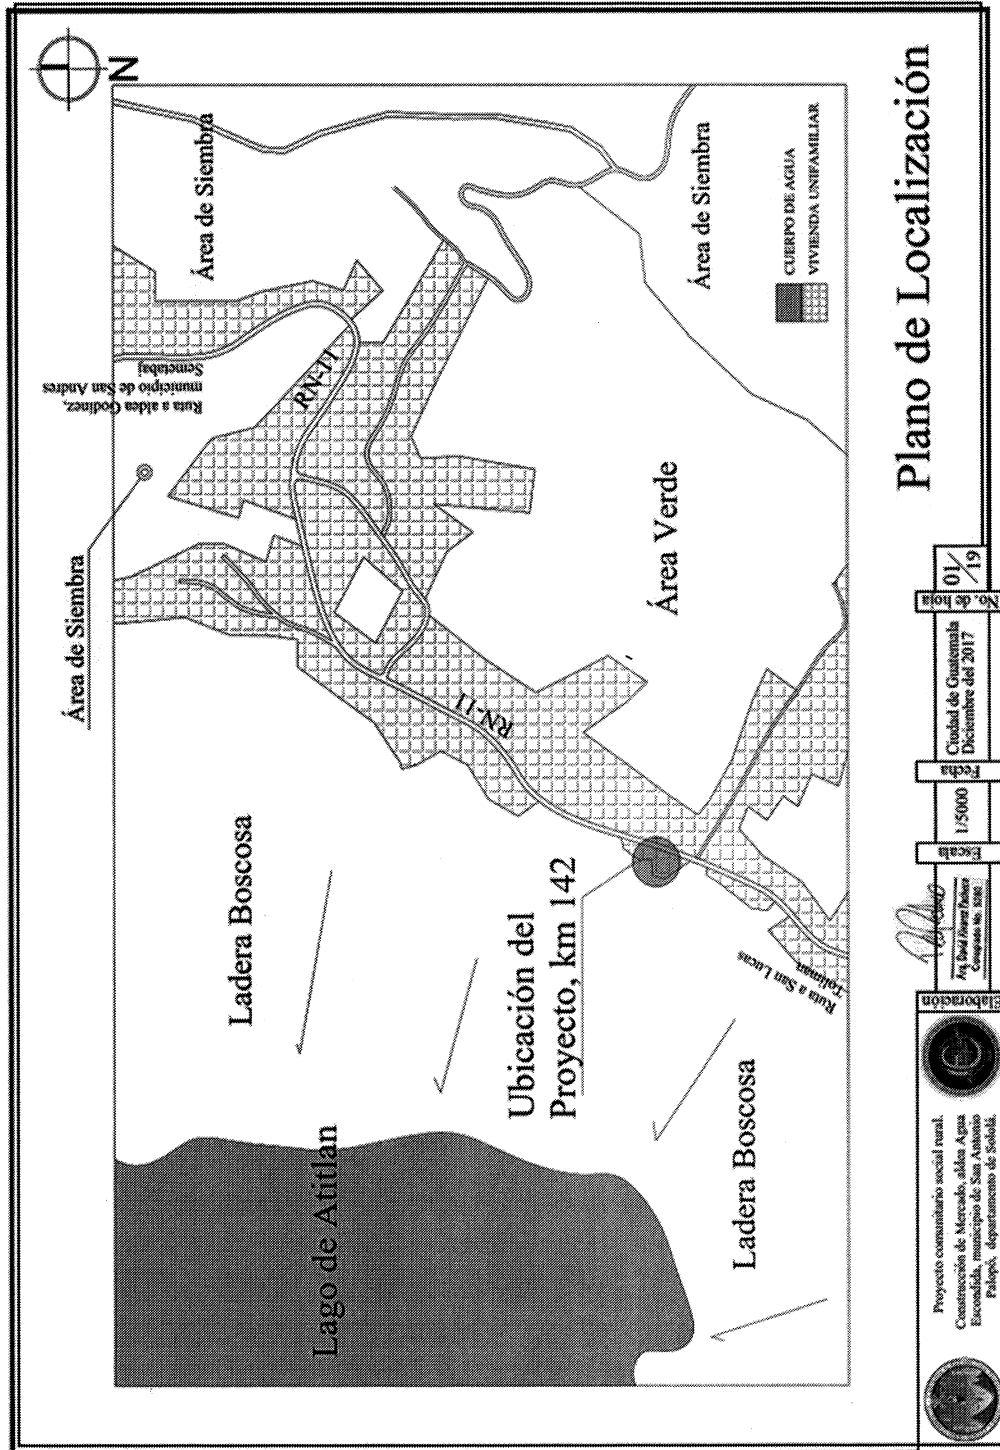 N
Área de Siembra
Área de Siembra
Ruta a aldea Godinez,
municipio de San Andres
Semetabaj
Área de Siembra
RN-11
Área Verde
RN-11
Ladera Boscosa
Lago de Atitlan
Ubicación del
Proyecto, km 142
Ruta a San Lucas
Toliman
Ladera Boscosa
CUERPO DE AGUA
VIVIENDA UNIFAMILIAR
Plano de Localización
Proyecto comunitario social rural.
Construcción de Mercado, aldea Agua
Escondida, municipio de San Antonio
Palopó, departamento de Sololá.
Elaboración
Escala
1/5000
Fecha
Ciudad de Guatemala
Diciembre del 2017
No. de hoja
01/19